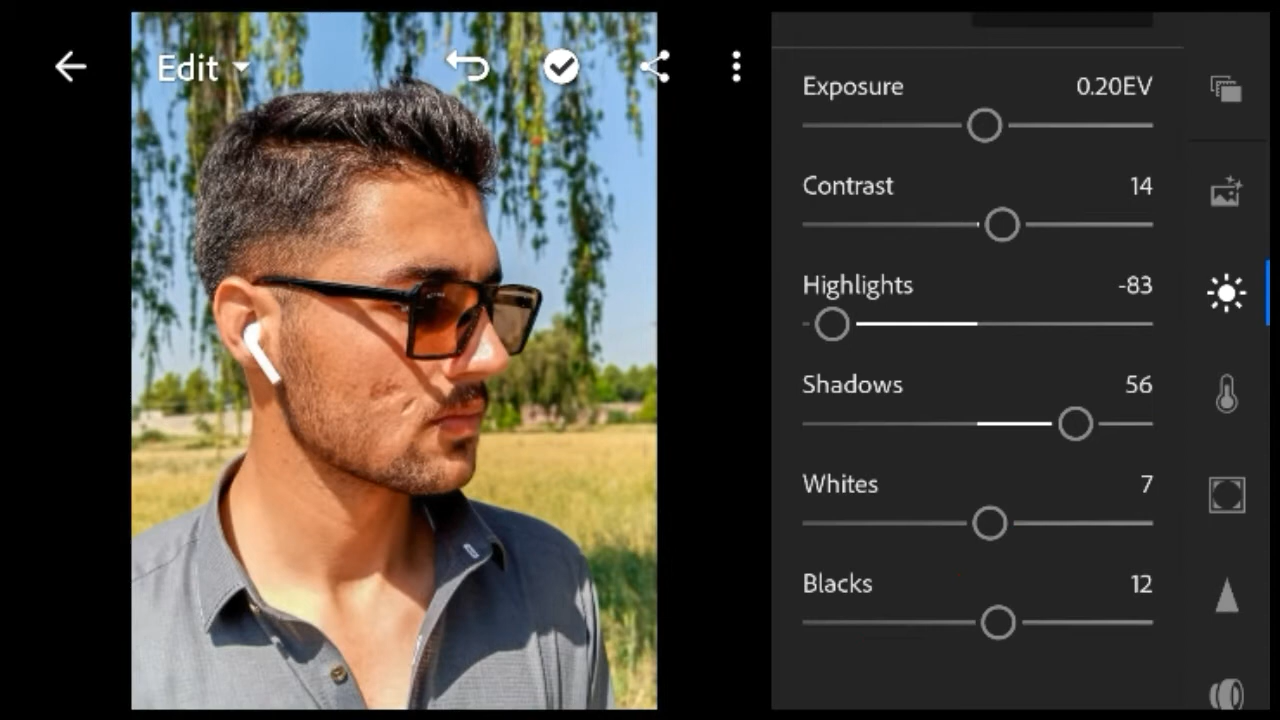 Edit
Exposure 0.20EV
Contrast 14
Highlights -83
Shadows 56
Whites 7
Blacks 12